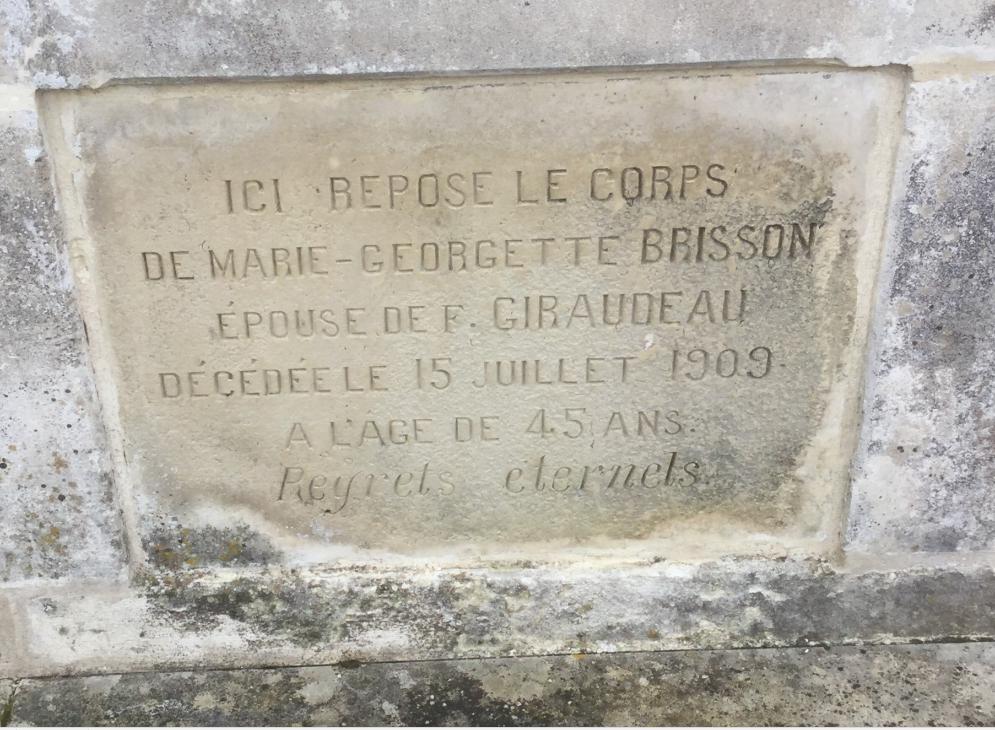 ICI REPOSE LE CORPS
DE MARIE-GEORGETTE BRISSON
ÉPOUSE DE F. GIRAUDEAU
DÉCÉDÉE LE 15 JUILLET 1909.
A L'AGE DE 45 ANS.
Regrets éternels.